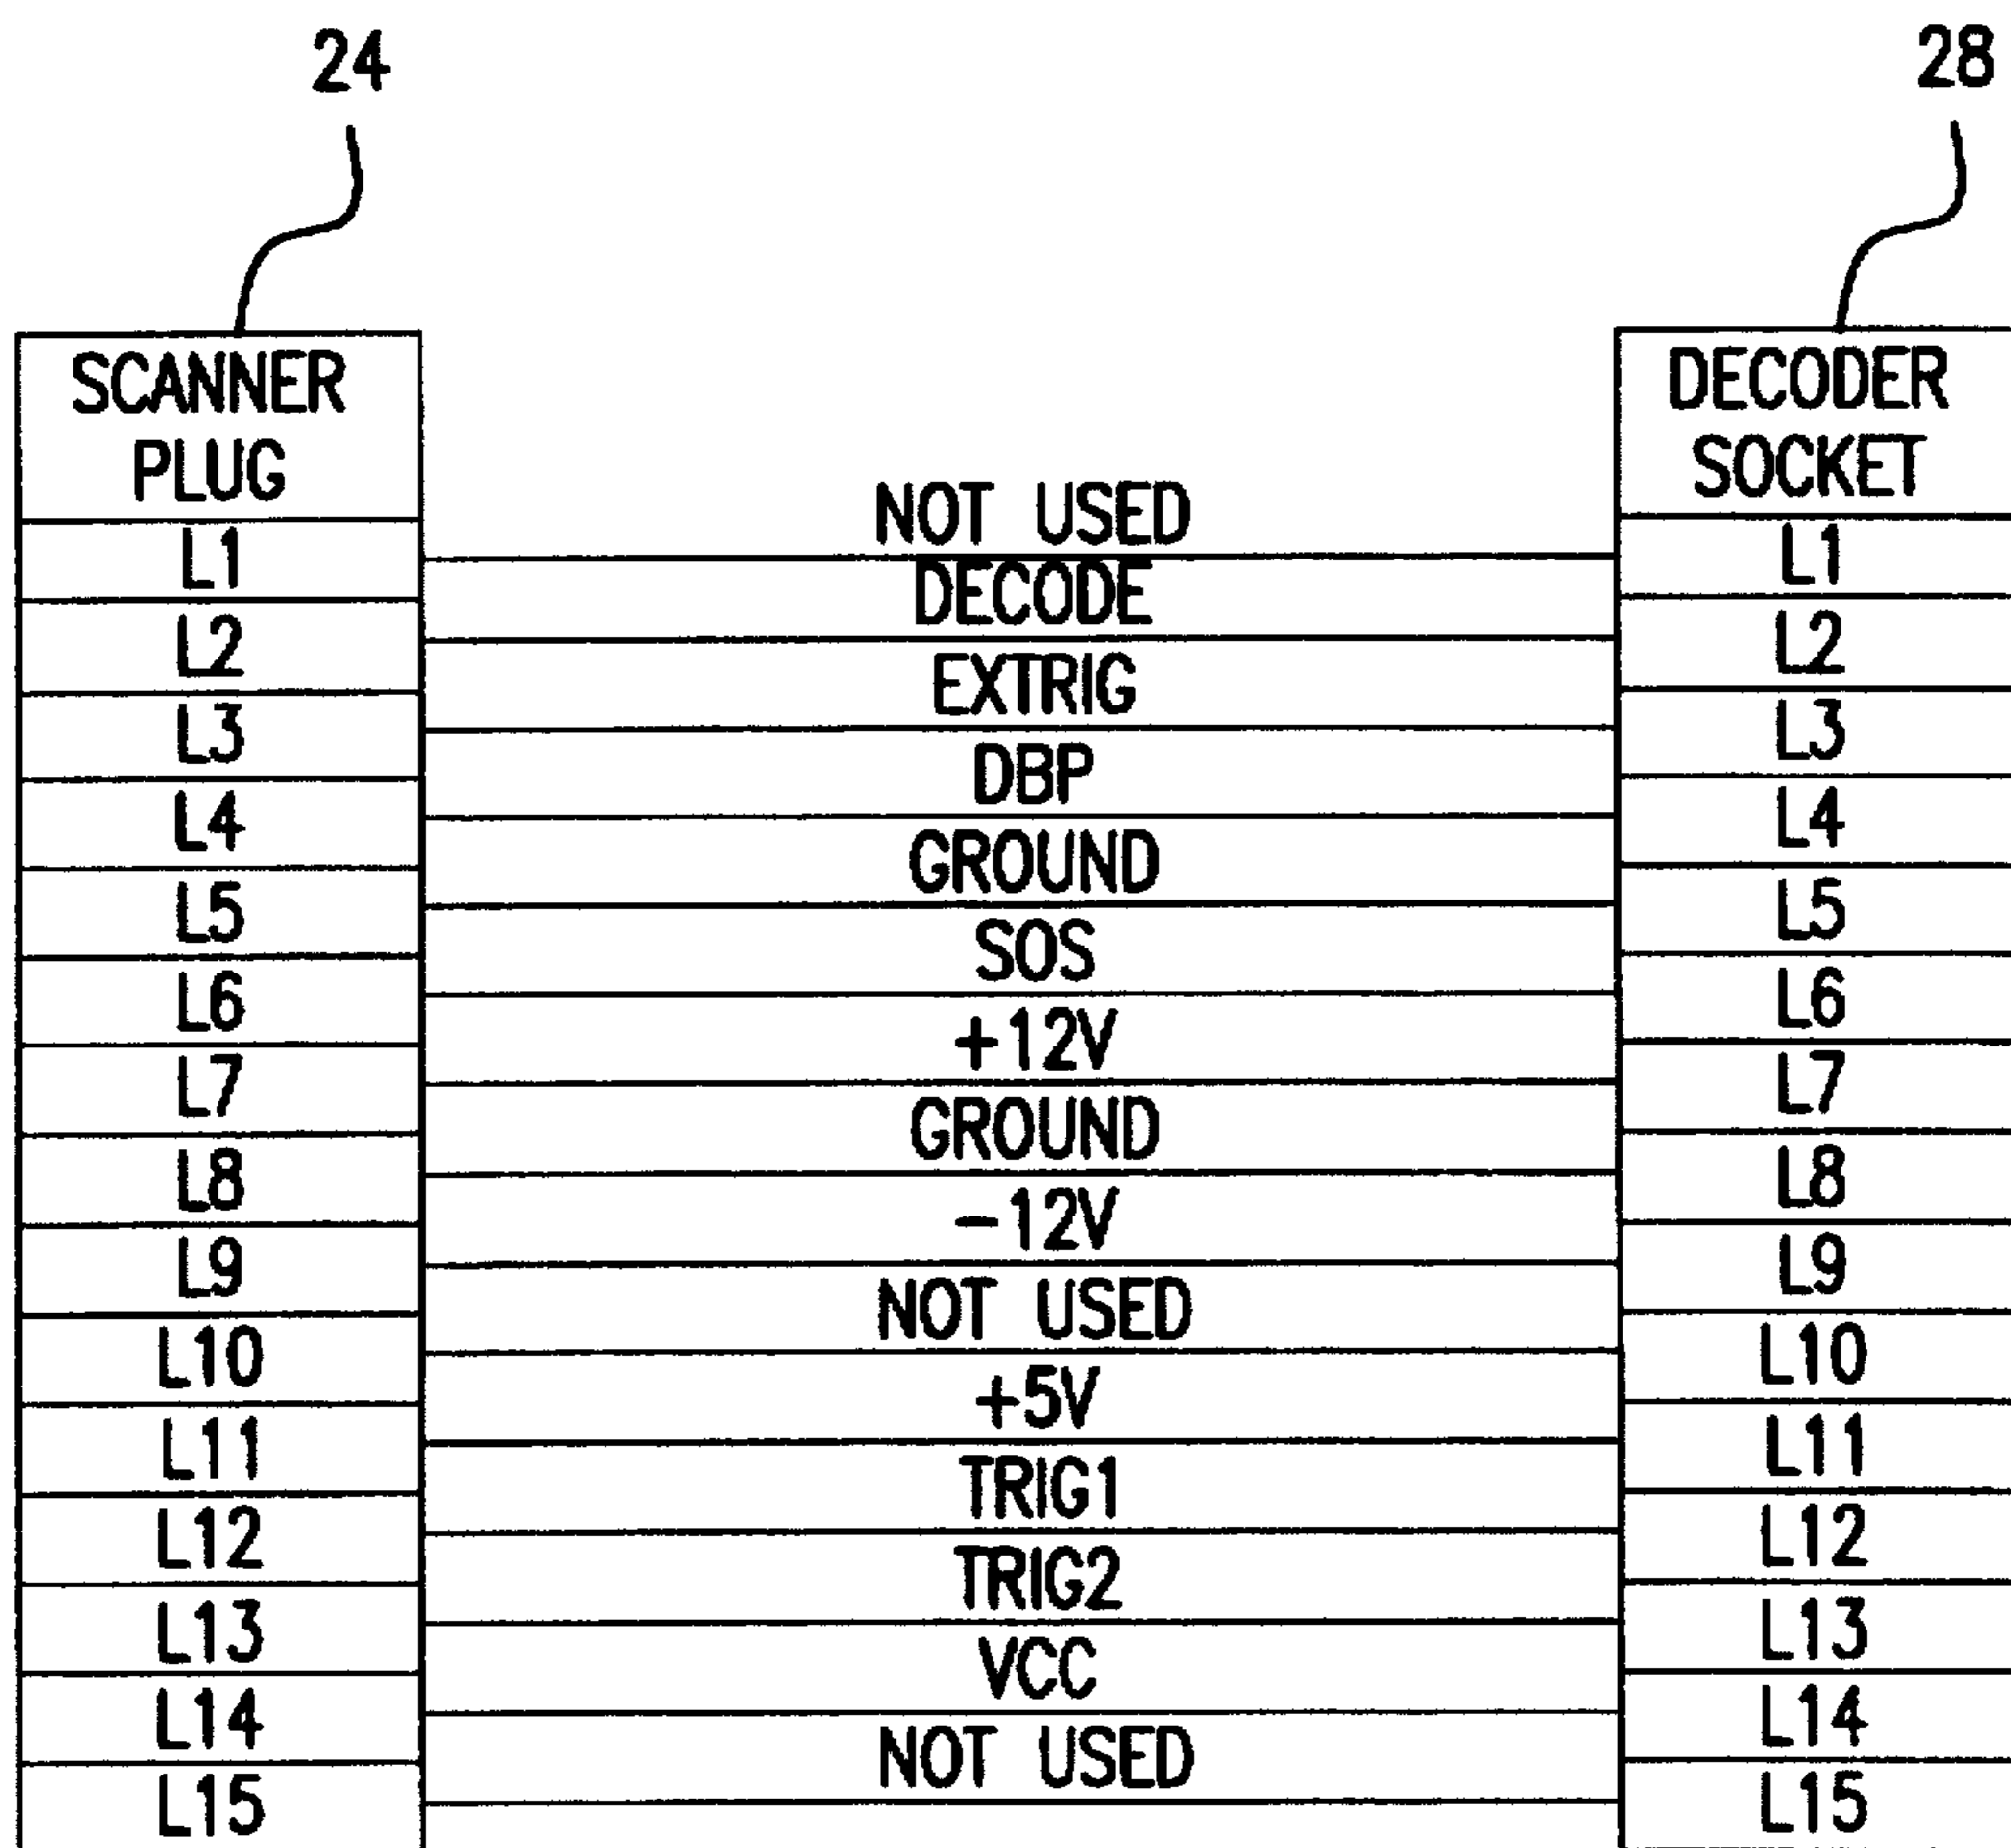 24
28
SCANNER
PLUG
DECODER
SOCKET
NOT USED
L1
L1
DECODE
L2
L2
EXTRIG
L3
L3
DBP
L4
L4
GROUND
L5
L5
SOS
L6
L6
+12V
L7
L7
GROUND
L8
L8
-12V
L9
L9
NOT USED
L10
L10
+5V
L11
L11
TRIG1
L12
L12
TRIG2
L13
L13
VCC
L14
L14
NOT USED
L15
L15